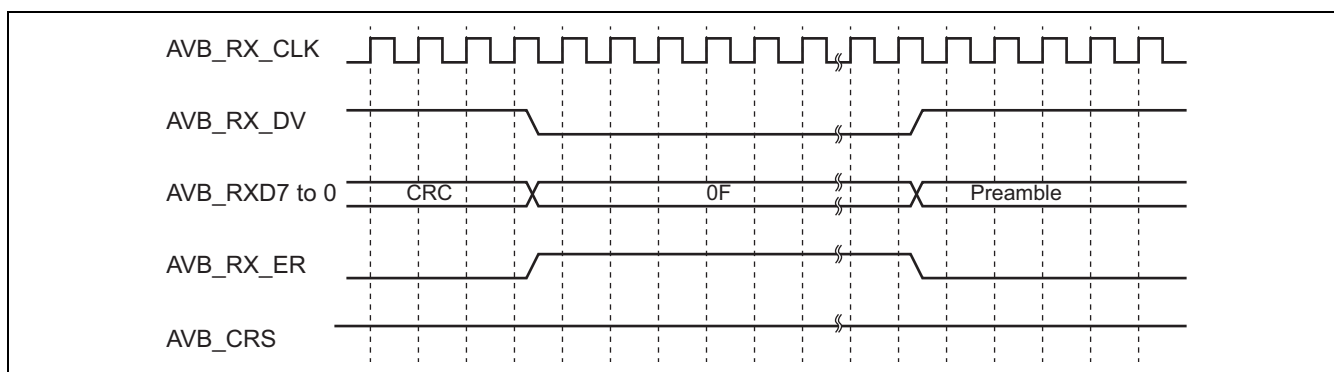 AVB_RX_CLK
AVB_RX_DV
AVB_RXD7 to 0 CRC 0F Preamble
AVB_RX_ER
AVB_CRS